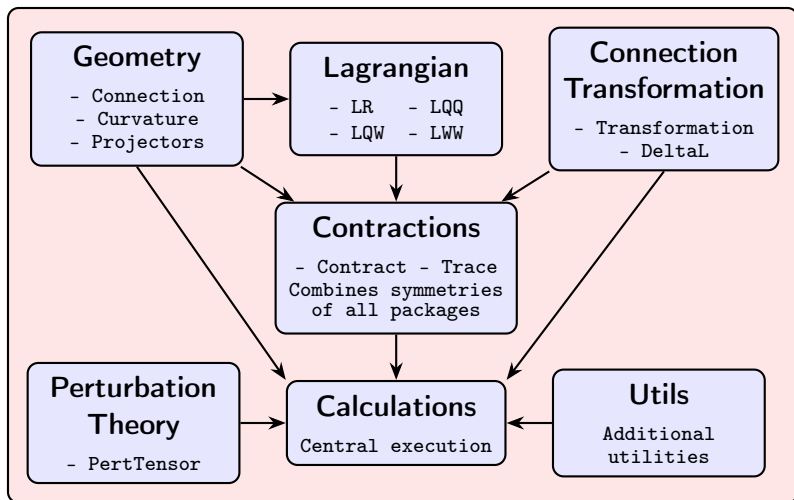 Geometry
- Connection
- Curvature
- Projectors
Lagrangian
- LR - LQQ
- LQW - LWW
Connection
Transformation
- Transformation
- DeltaL
Contractions
- Contract - Trace
Combines symmetries
of all packages
Perturbation
Theory
- PertTensor
Calculations
Central execution
Utils
Additional
utilities